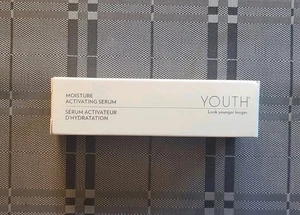 MOISTURE
ACTIVATING SERUM
SÉRUM ACTIVATEUR
D'HYDRATATION
YOUTH
Look younger longer